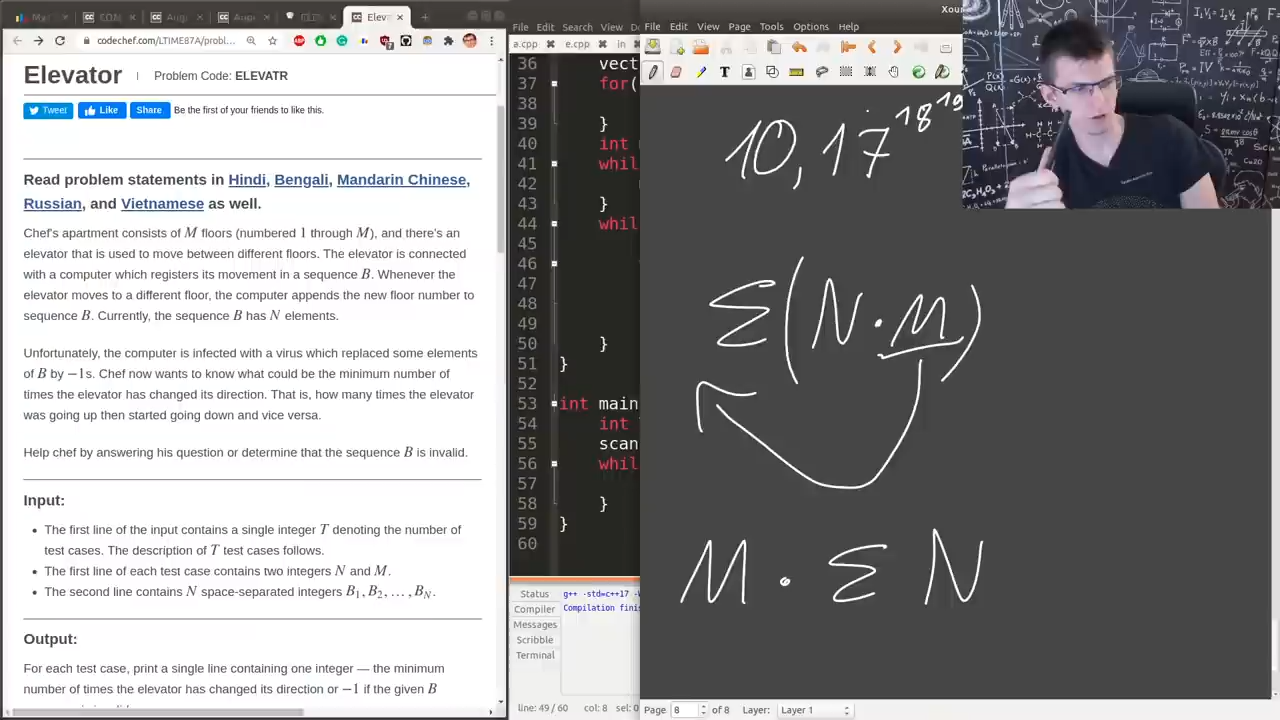 Elev
codechef.com/LTIME87A/probl...
Elevator | Problem Code: ELEVATR
Tweet Like Share Be the first of your friends to like this.
Read problem statements in Hindi, Bengali, Mandarin Chinese,
Russian, and Vietnamese as well.
Chef's apartment consists of M floors (numbered 1 through M), and there's an
elevator that is used to move between different floors. The elevator is connected
with a computer which registers its movement in a sequence B. Whenever the
elevator moves to a different floor, the computer appends the new floor number to
sequence B. Currently, the sequence B has N elements.
Unfortunately, the computer is infected with a virus which replaced some elements
of B by −1s. Chef now wants to know what could be the minimum number of
times the elevator has changed its direction. That is, how many times the elevator
was going up then started going down and vice versa.
Help chef by answering his question or determine that the sequence B is invalid.
Input:
• The first line of the input contains a single integer T denoting the number of
test cases. The description of T test cases follows.
• The first line of each test case contains two integers N and M.
• The second line contains N space-separated integers B1, B2, ..., BN.
Output:
For each test case, print a single line containing one integer — the minimum
number of times the elevator has changed its direction or −1 if the given B
File Edit Search View
a.cpp e.cpp in
36 vect
37 for(
38
39 }
40 int
41 whil
42
43 }
44 whil
45
46
47
48
49
50 }
51 }
52
53 int main
54 int
55 scan
56 whil
57
58 }
59 }
60
Status
Compiler
Messages
Scribble
Terminal
g++ -std=c++17 -
Compilation finis
line: 49 / 60 col: 8 sel: 0
Xour
File Edit View Page Tools Options Help
10, 17^18^19
Σ(N·M)
M · Σ N
Page 8 of 8 Layer: Layer 1